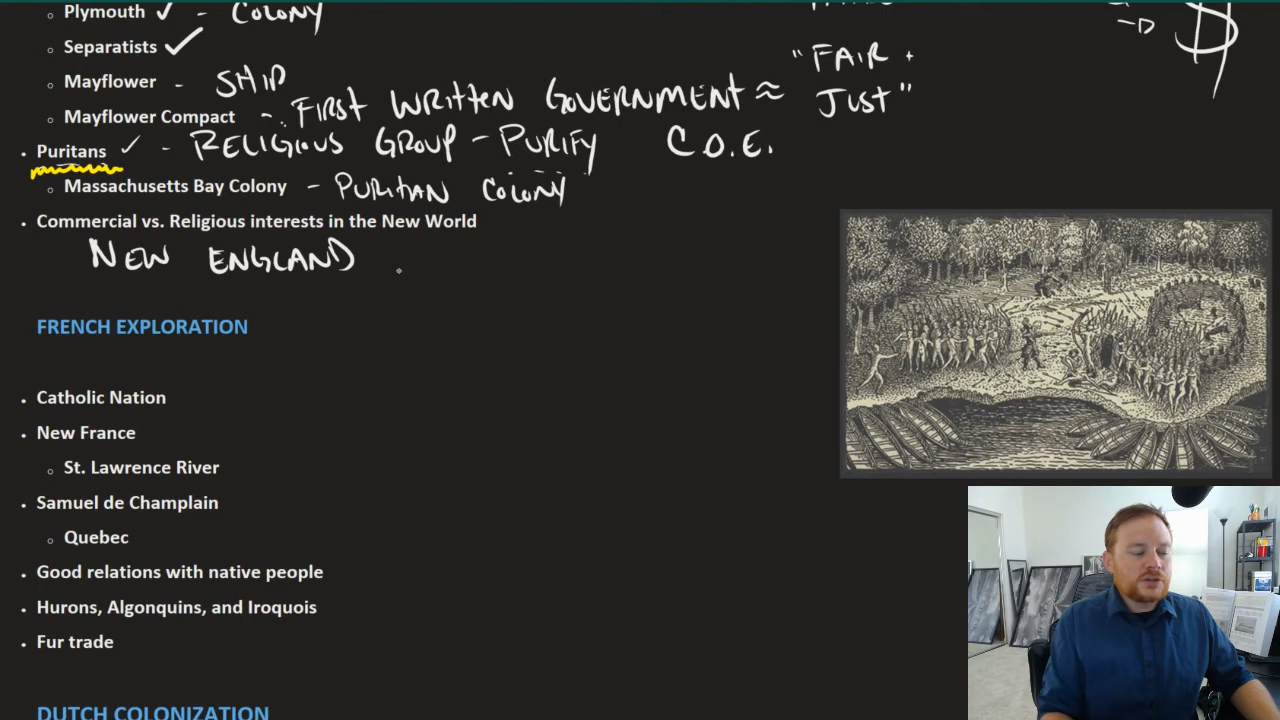 Plymouth ✓ - COLONY
Separatists ✓
Mayflower - SHIP
"FAIR +
Mayflower Compact - FIRST WRITTEN GOVERNMENT ≈ JUST"
Puritans ✓ - RELIGIOUS GROUP - PURIFY C.O.E.
Massachusetts Bay Colony - PURITAN COLONY
Commercial vs. Religious interests in the New World
NEW ENGLAND
FRENCH EXPLORATION
Catholic Nation
New France
St. Lawrence River
Samuel de Champlain
Quebec
Good relations with native people
Hurons, Algonquins, and Iroquois
Fur trade
DUTCH COLONIZATION